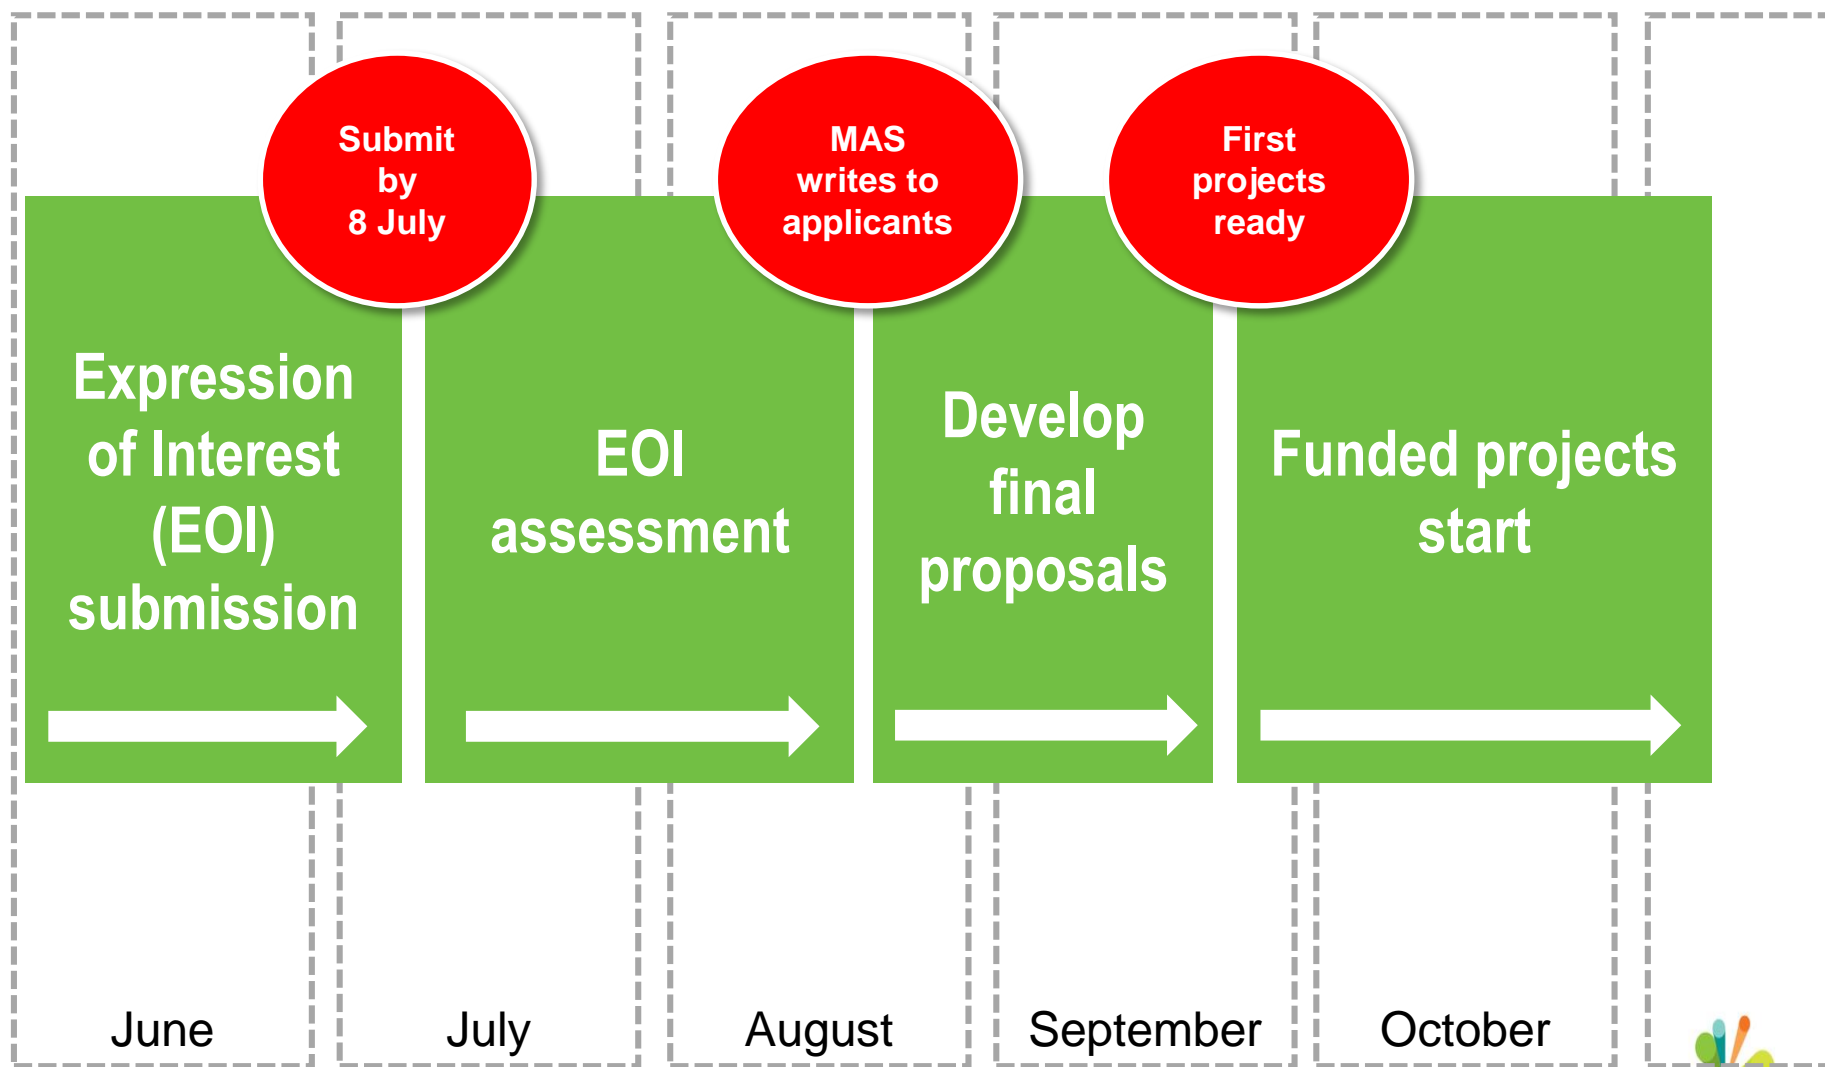 Submit
by
8 July
MAS
writes to
applicants
First
projects
ready
Expression
of Interest
(EOI)
submission
EOI
assessment
Develop
final
proposals
Funded projects
start
June
July
August
September
October